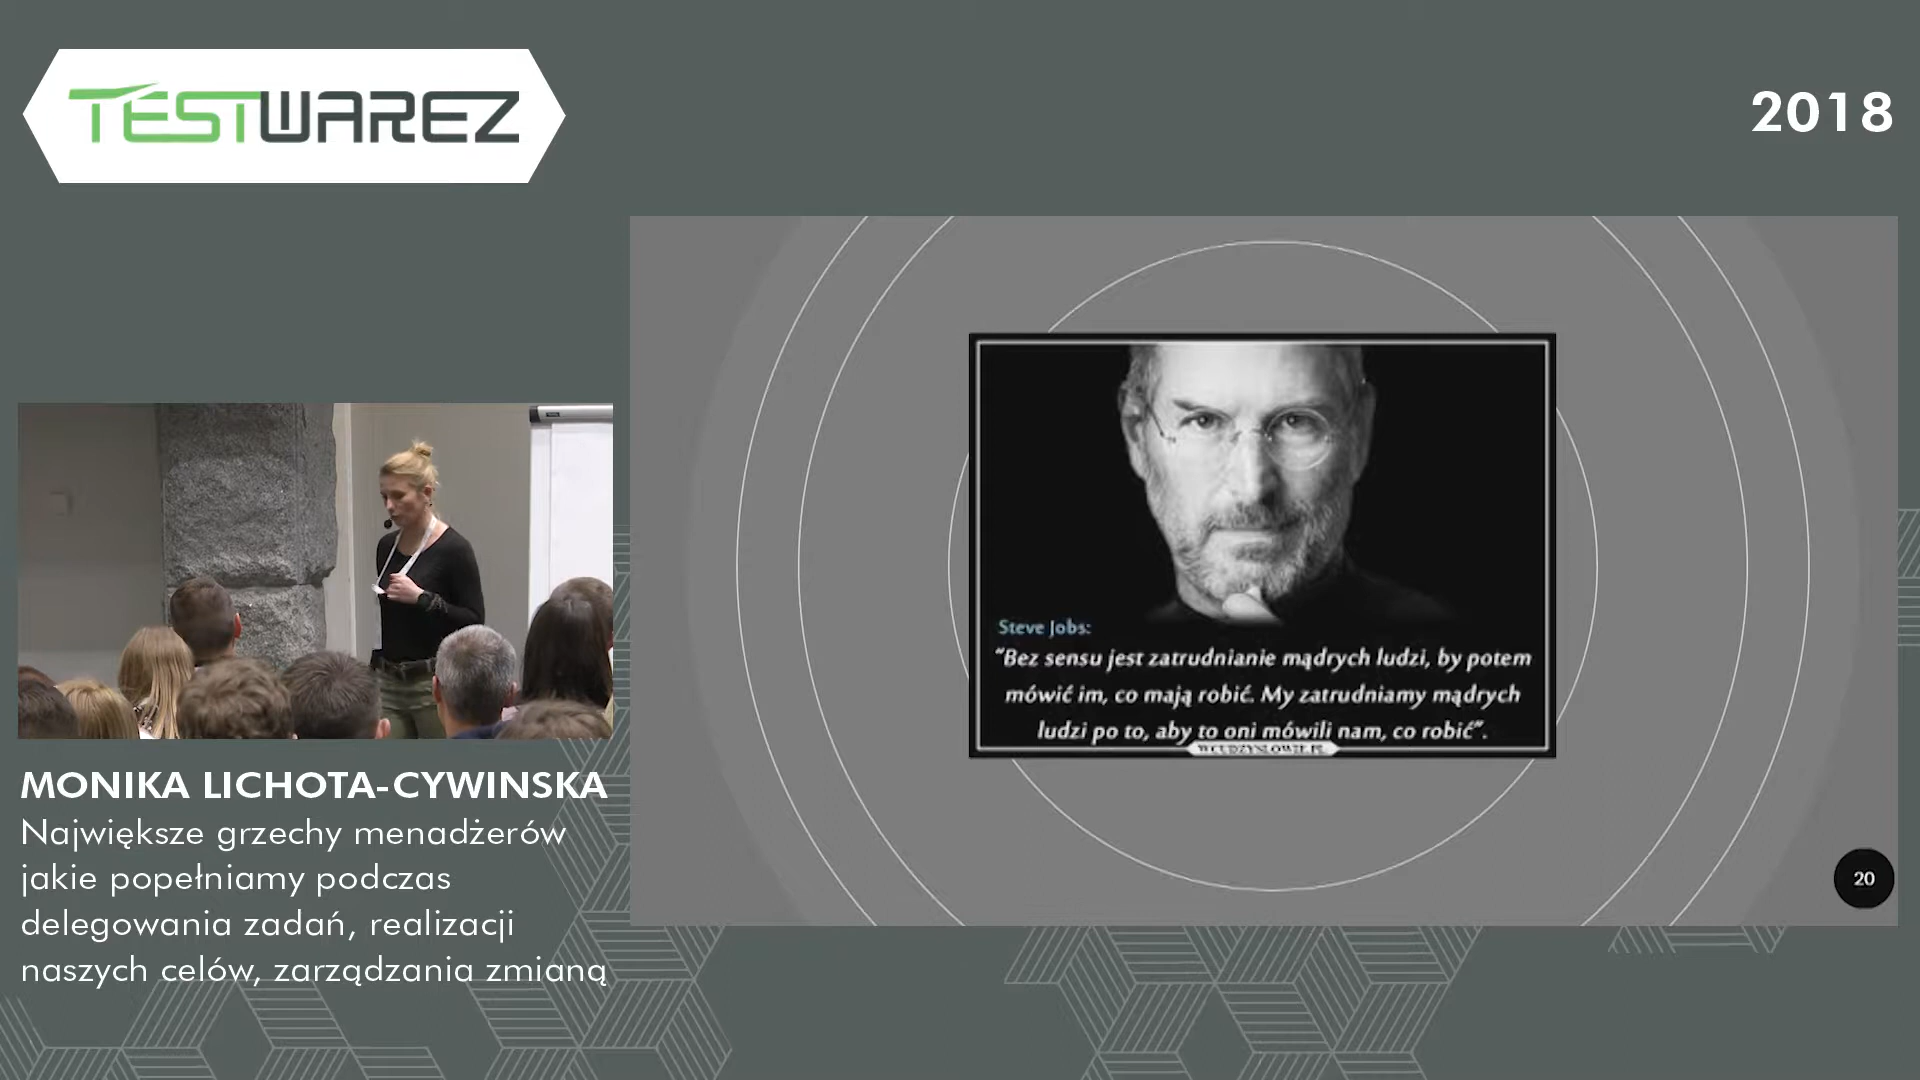 TESTWAREZ
2018
Steve Jobs:
“Bez sensu jest zatrudnianie mądrych ludzi, by potem
mówić im, co mają robić. My zatrudniamy mądrych
ludzi po to, aby to oni mówili nam, co robić”.
20
MONIKA LICHOTA-CYWINSKA
Największe grzechy menadżerów
jakie popełniamy podczas
delegowania zadań, realizacji
naszych celów, zarządzania zmianą